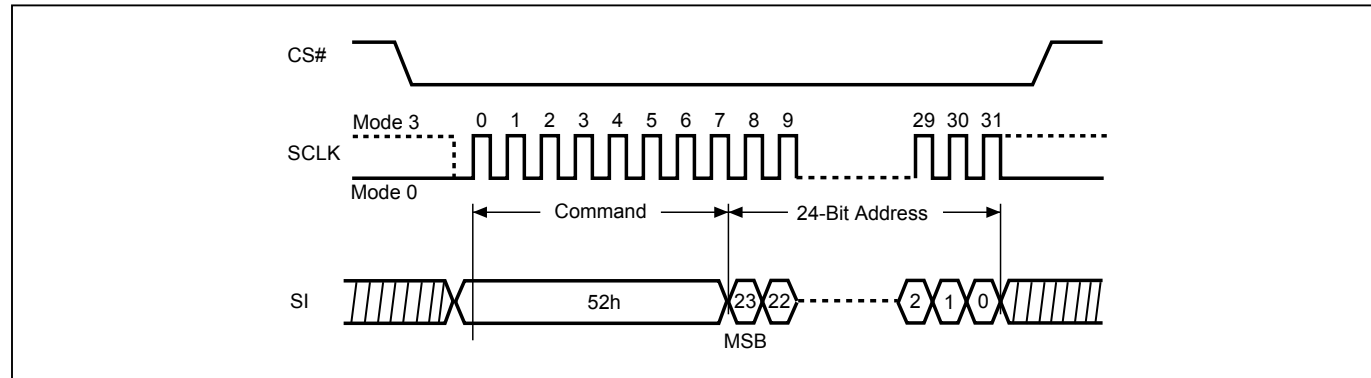 CS#
Mode 3
0 1 2 3 4 5 6 7 8 9 29 30 31
SCLK
Mode 0
Command 24-Bit Address
SI 52h 23 22 2 1 0
MSB